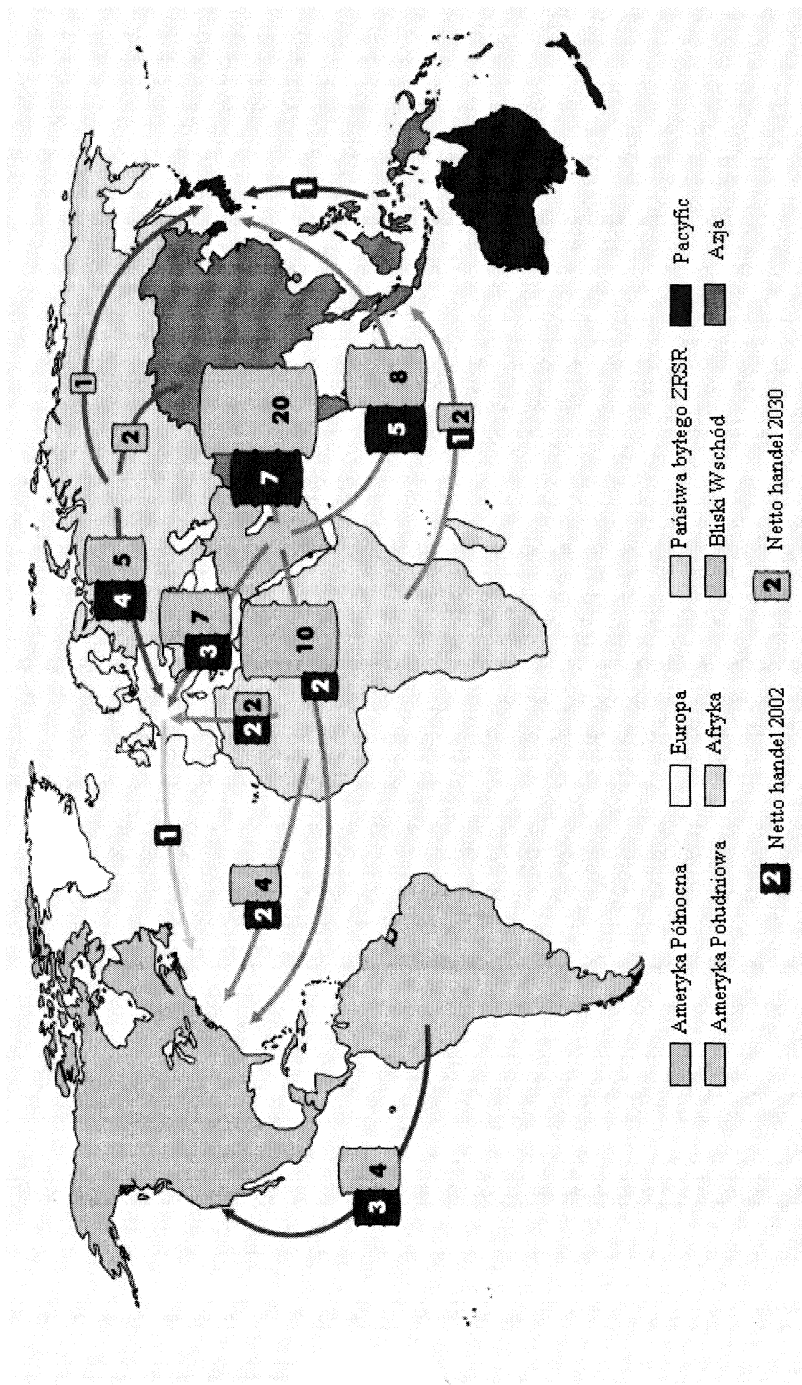 1
4 5
2
1
3 7
2 2
2 4
7 20
2 10
1
3 4
5 8
1 2
Ameryka Północna
Europa
Państwa byłego ZRSR
Pacyfic
Ameryka Południowa
Afryka
Bliski Wschód
Azja
2 Netto handel 2002
2 Netto handel 2030